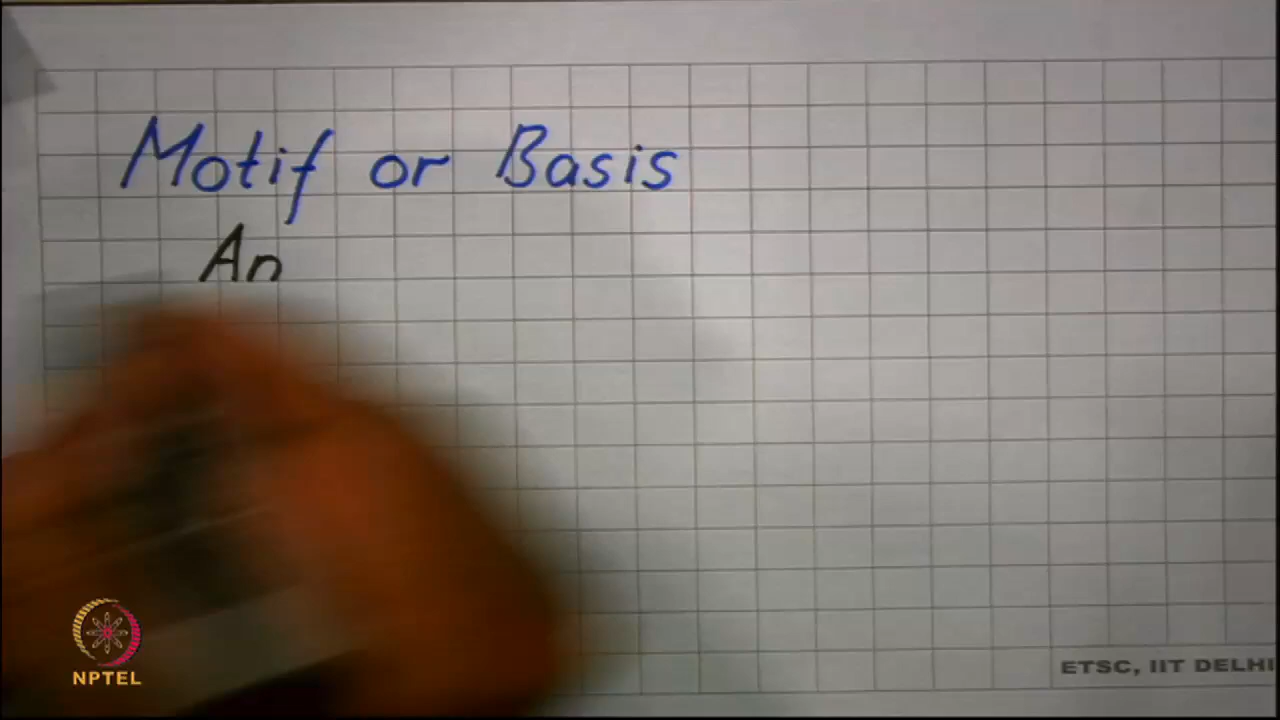 Motif or Basis
An
NPTEL
ETSC, IIT DELHI